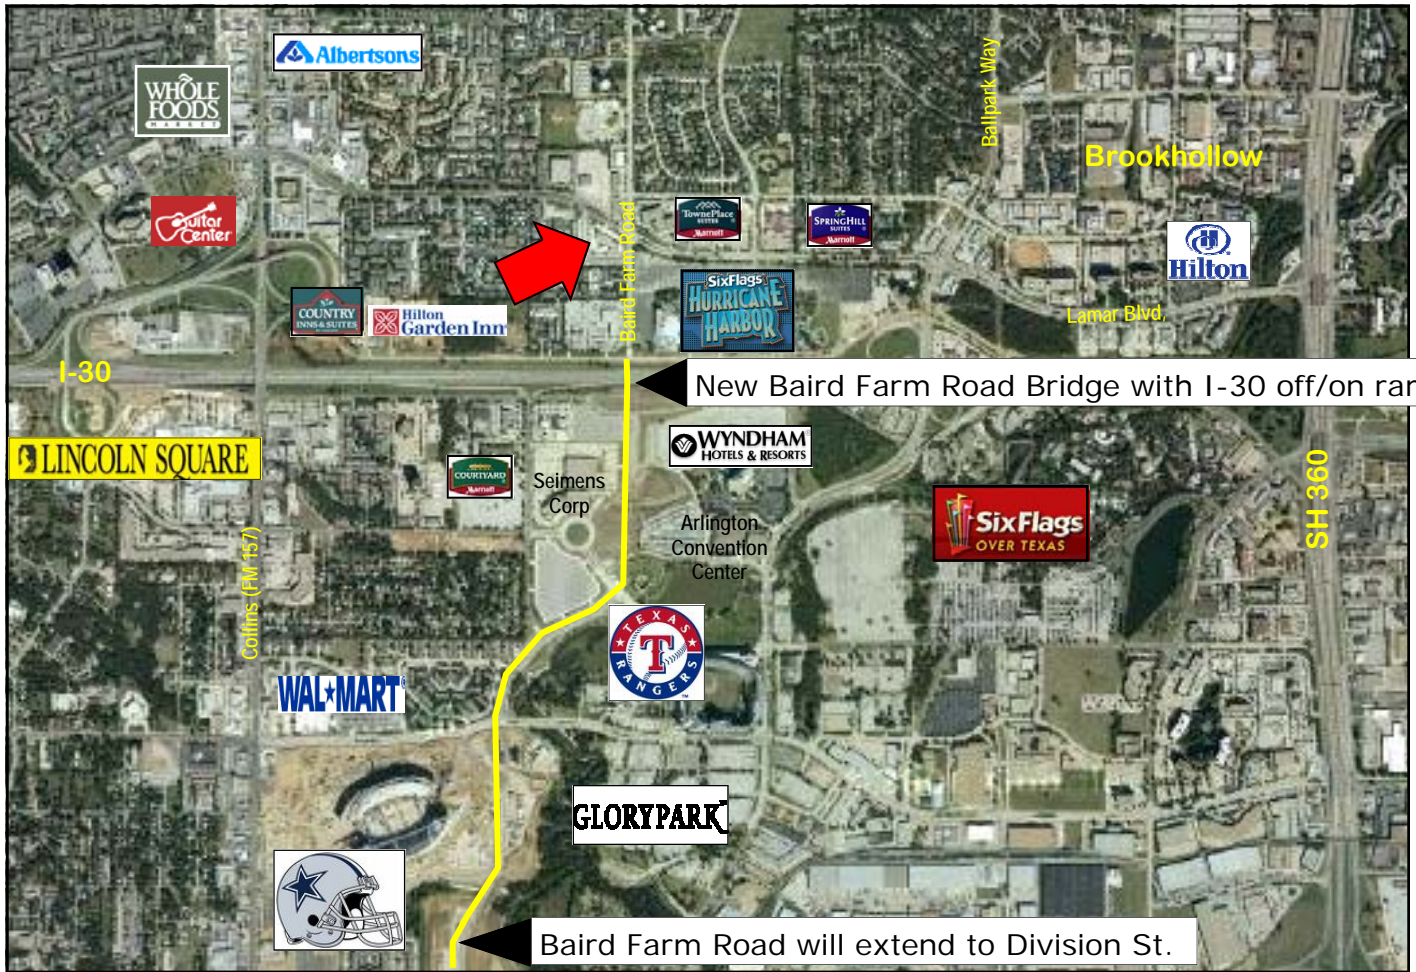 Albertsons
WHOLE
FOODS
MARKET
Ballpark Way
Brookhollow
Guitar
Center
Baird Farm Road
TownePlace
SUITES
Marriott
SPRINGHILL
SUITES
Marriott
Hilton
COUNTRY
INNS & SUITES
Hilton
Garden Inn
SixFlags
HURRICANE
HARBOR
Lamar Blvd,
I-30
New Baird Farm Road Bridge with I-30 off/on ran
LINCOLN SQUARE
WYNDHAM
HOTELS & RESORTS
COURTYARD
Marriott
Seimens
Corp
SH 360
SixFlags
OVER TEXAS
Arlington
Convention
Center
Collins (FM 157)
TEXAS
T
RANGERS
WAL★MART
GLORYPARK
Baird Farm Road will extend to Division St.